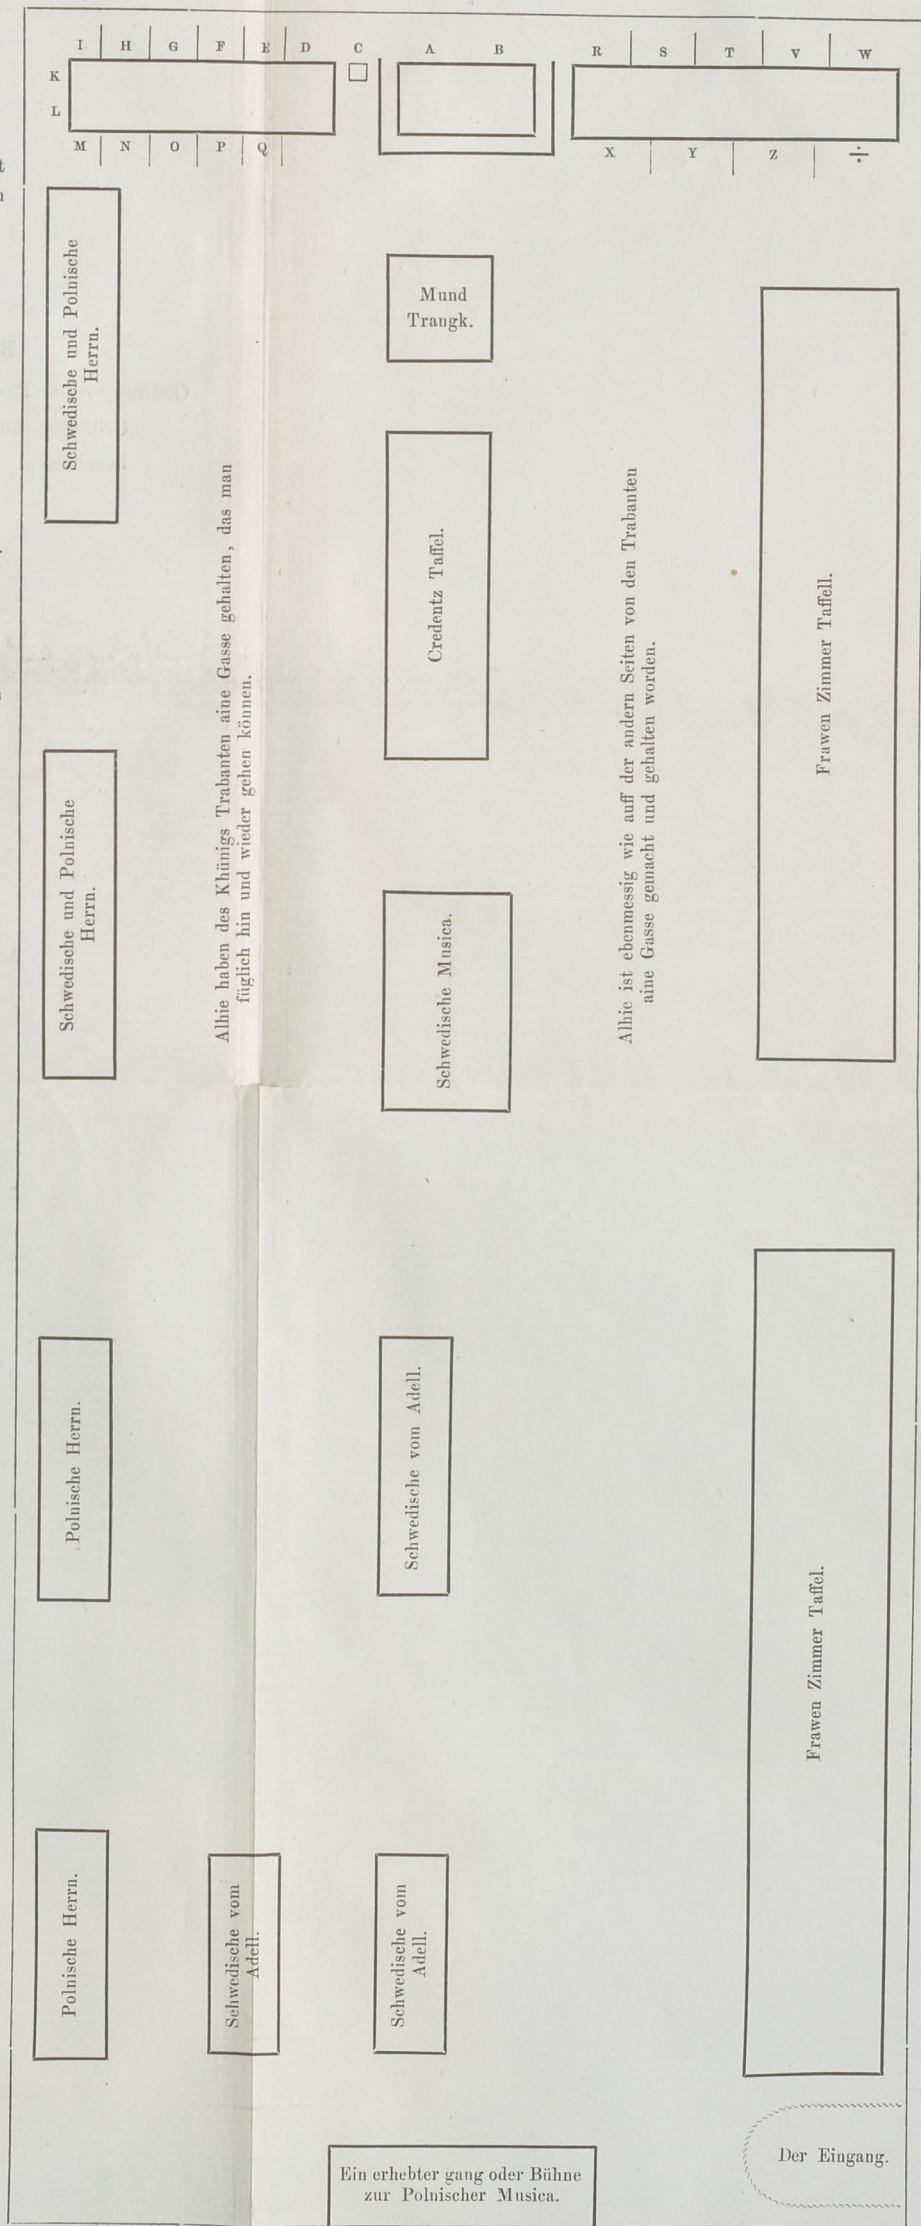 I H G F E D C A B R S T V W
K
L
M N O P Q X Y Z ÷
Schwedische und Polnische
Herrn.
Mund
Trangk.
Credentz Taffel.
Frawen Zimmer Taffell.
Alhie haben des Khünigs Trabanten aine Gasse gehalten, das man
füglich hin und wieder gehen können.
Alhie ist ebenmessig wie auff der andern Seiten von den Trabanten
aine Gasse gemacht und gehalten worden.
Schwedische und Polnische
Herrn.
Schwedische Musica.
Polnische Herrn.
Schwedische vom Adell.
Frawen Zimmer Taffel.
Polnische Herrn.
Schwedische vom
Adell.
Schwedische vom
Adell.
Der Eingang.
Ein erhebter gang oder Bühne
zur Polnischer Musica.